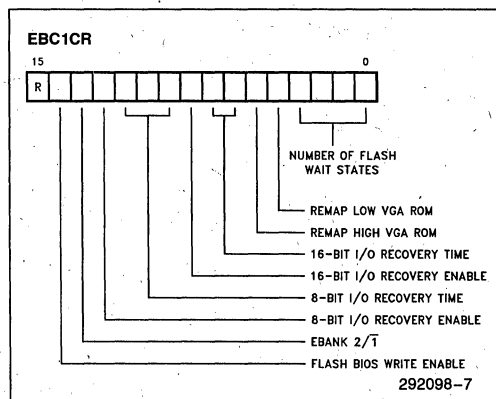 EBC1CR
15 0
R
NUMBER OF FLASH
WAIT STATES
REMAP LOW VGA ROM
REMAP HIGH VGA ROM
16-BIT I/O RECOVERY TIME
16-BIT I/O RECOVERY ENABLE
8-BIT I/O RECOVERY TIME
8-BIT I/O RECOVERY ENABLE
EBANK 2/1̅
FLASH BIOS WRITE ENABLE
292098-7